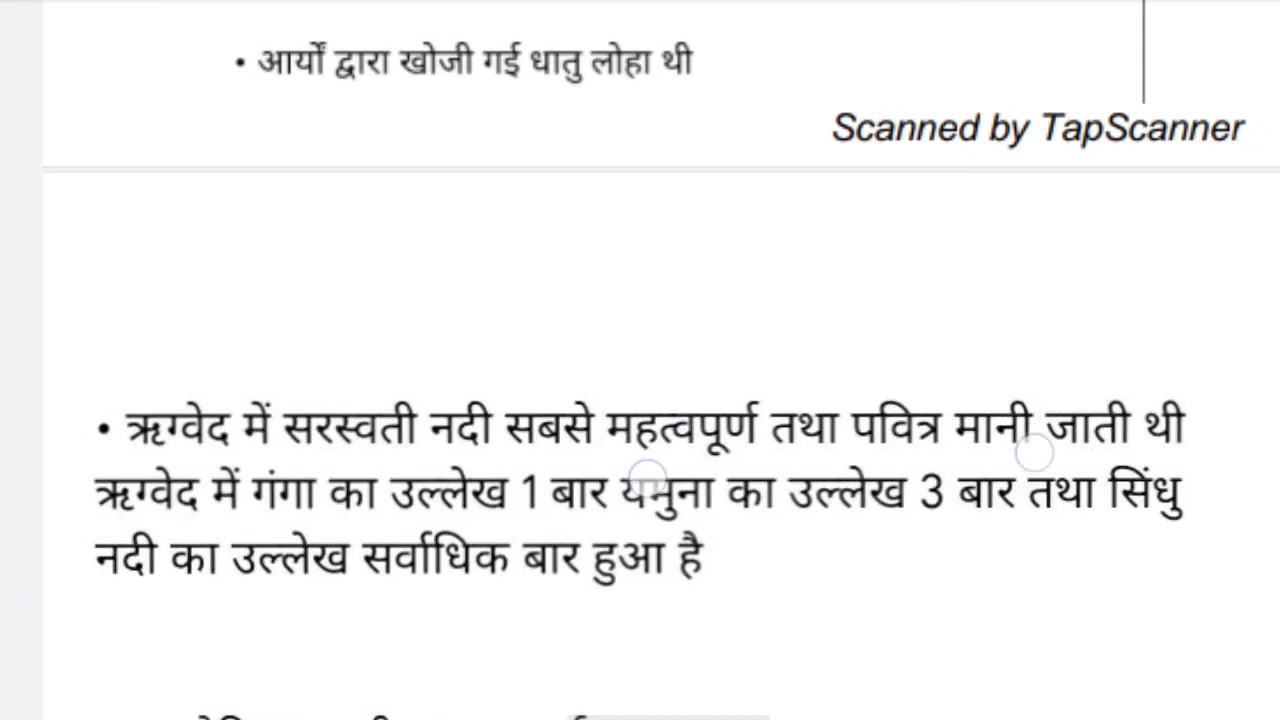 • आर्यों द्वारा खोजी गई धातु लोहा थी
Scanned by TapScanner
• ऋग्वेद में सरस्वती नदी सबसे महत्वपूर्ण तथा पवित्र मानी जाती थी
ऋग्वेद में गंगा का उल्लेख 1 बार यमुना का उल्लेख 3 बार तथा सिंधु
नदी का उल्लेख सर्वाधिक बार हुआ है